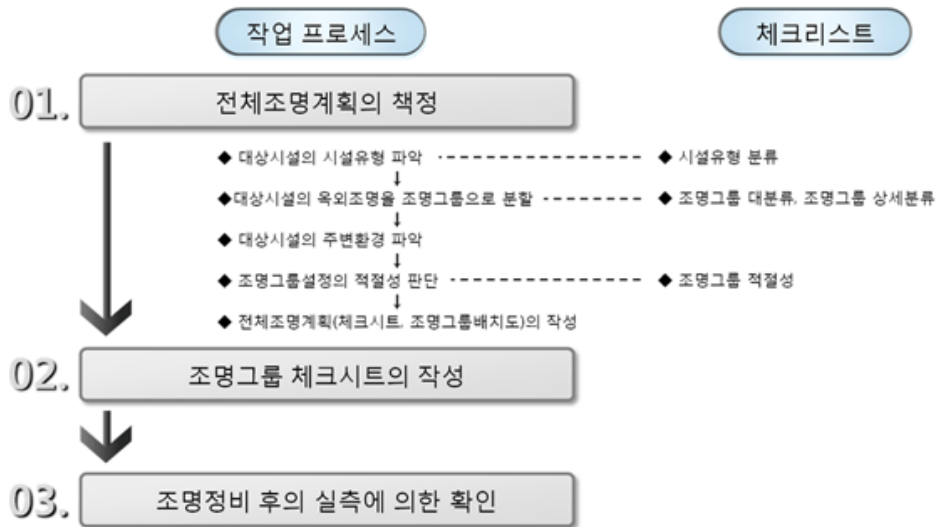 작업 프로세스 체크리스트
01. 전체조명계획의 책정
◆ 대상시설의 시설유형 파악 ◆ 시설유형 분류
◆대상시설의 옥외조명을 조명그룹으로 분할 ◆ 조명그룹 대분류, 조명그룹 상세분류
◆ 대상시설의 주변환경 파악
◆ 조명그룹설정의 적절성 판단 ◆ 조명그룹 적절성
◆ 전체조명계획(체크시트, 조명그룹배치도)의 작성
02. 조명그룹 체크시트의 작성
03. 조명정비 후의 실측에 의한 확인